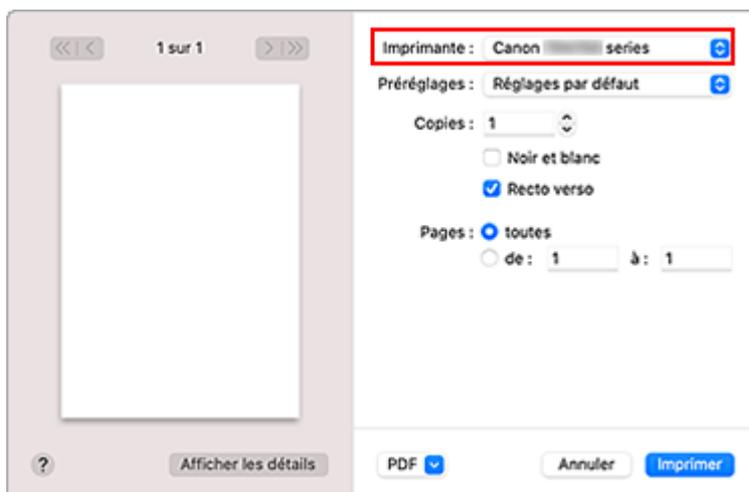 1 sur 1
Imprimante : Canon series
Préréglages : Réglages par défaut
Copies : 1
Noir et blanc
Recto verso
Pages : toutes
de : 1 à : 1
? Afficher les détails
PDF Annuler Imprimer